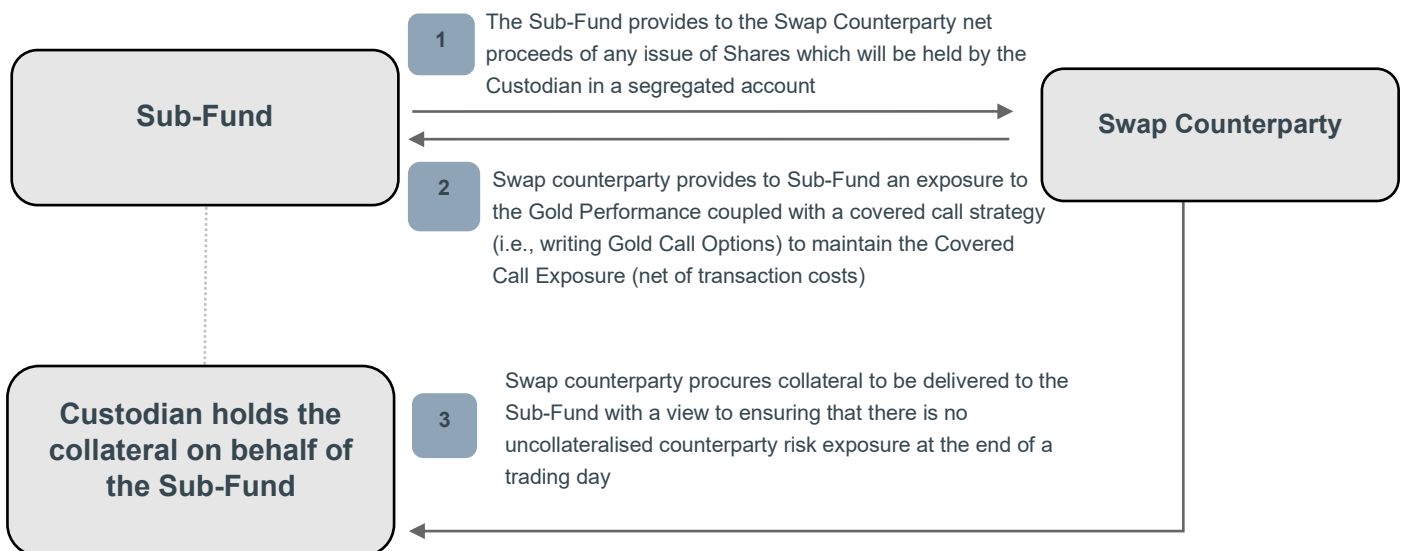 1
The Sub-Fund provides to the Swap Counterparty net
proceeds of any issue of Shares which will be held by the
Custodian in a segregated account
Sub-Fund
Swap Counterparty
2
Swap counterparty provides to Sub-Fund an exposure to
the Gold Performance coupled with a covered call strategy
(i.e., writing Gold Call Options) to maintain the Covered
Call Exposure (net of transaction costs)
Custodian holds the
collateral on behalf of
the Sub-Fund
3
Swap counterparty procures collateral to be delivered to the
Sub-Fund with a view to ensuring that there is no
uncollateralised counterparty risk exposure at the end of a
trading day